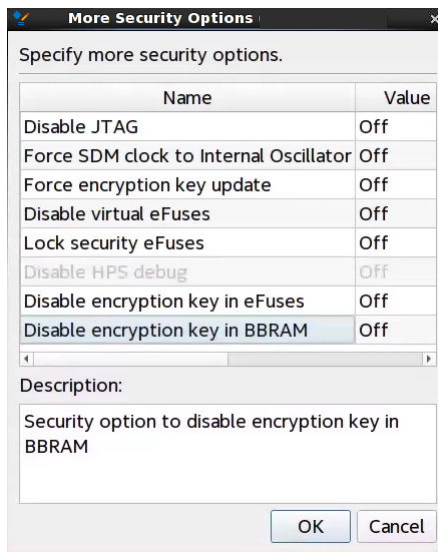 More Security Options
Specify more security options.
Name Value
Disable JTAG Off
Force SDM clock to Internal Oscillator Off
Force encryption key update Off
Disable virtual eFuses Off
Lock security eFuses Off
Disable HPS debug Off
Disable encryption key in eFuses Off
Disable encryption key in BBRAM Off
Description:
Security option to disable encryption key in
BBRAM
OK Cancel